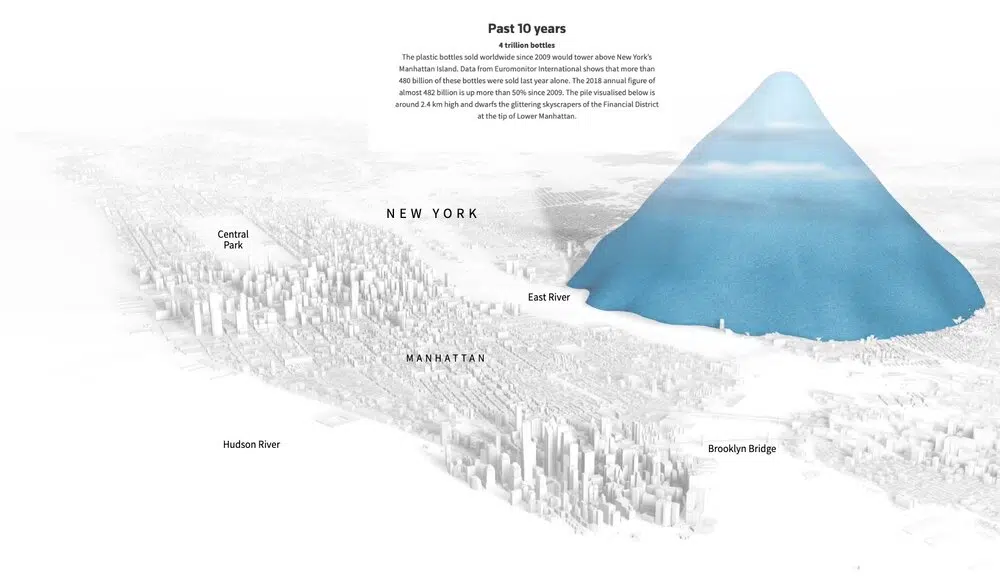 Past 10 years
4 trillion bottles
The plastic bottles sold worldwide since 2009 would tower above New York's
Manhattan Island. Data from Euromonitor International shows that more than
480 billion of these bottles were sold last year alone. The 2018 annual figure of
almost 482 billion is up more than 50% since 2009. The pile visualised below is
around 2.4 km high and dwarfs the glittering skyscrapers of the Financial District
at the tip of Lower Manhattan.
NEW YORK
Central
Park
East River
MANHATTAN
Hudson River
Brooklyn Bridge